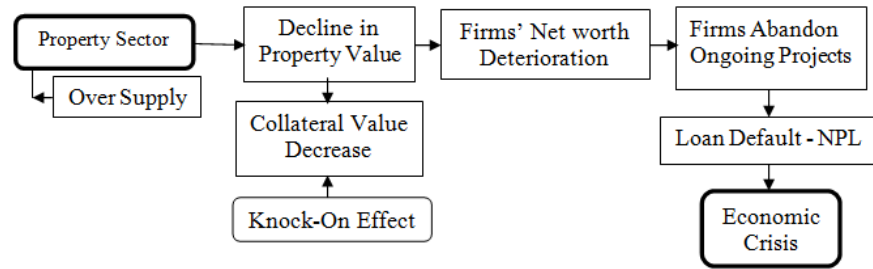 Property Sector
Over Supply
Decline in
Property Value
Collateral Value
Decrease
Knock-On Effect
Firms' Net worth
Deterioration
Firms Abandon
Ongoing Projects
Loan Default - NPL
Economic
Crisis